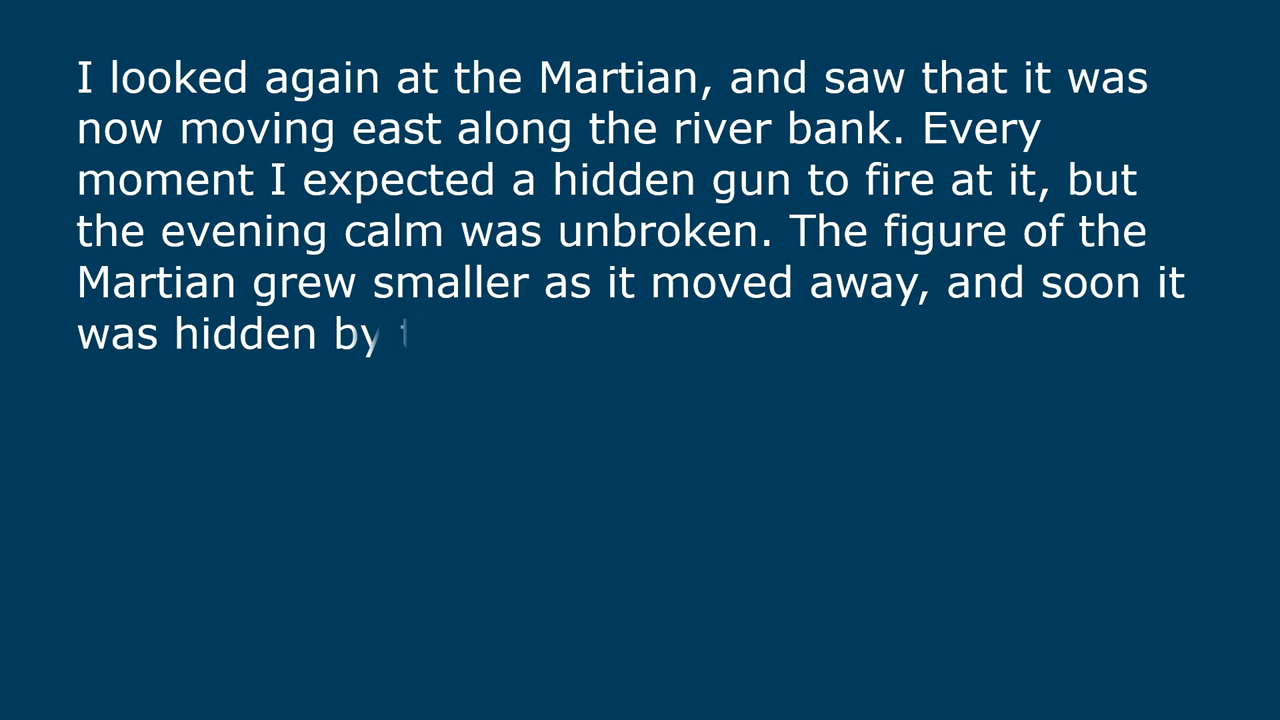 I looked again at the Martian, and saw that it was
now moving east along the river bank. Every
moment I expected a hidden gun to fire at it, but
the evening calm was unbroken. The figure of the
Martian grew smaller as it moved away, and soon it
was hidden by